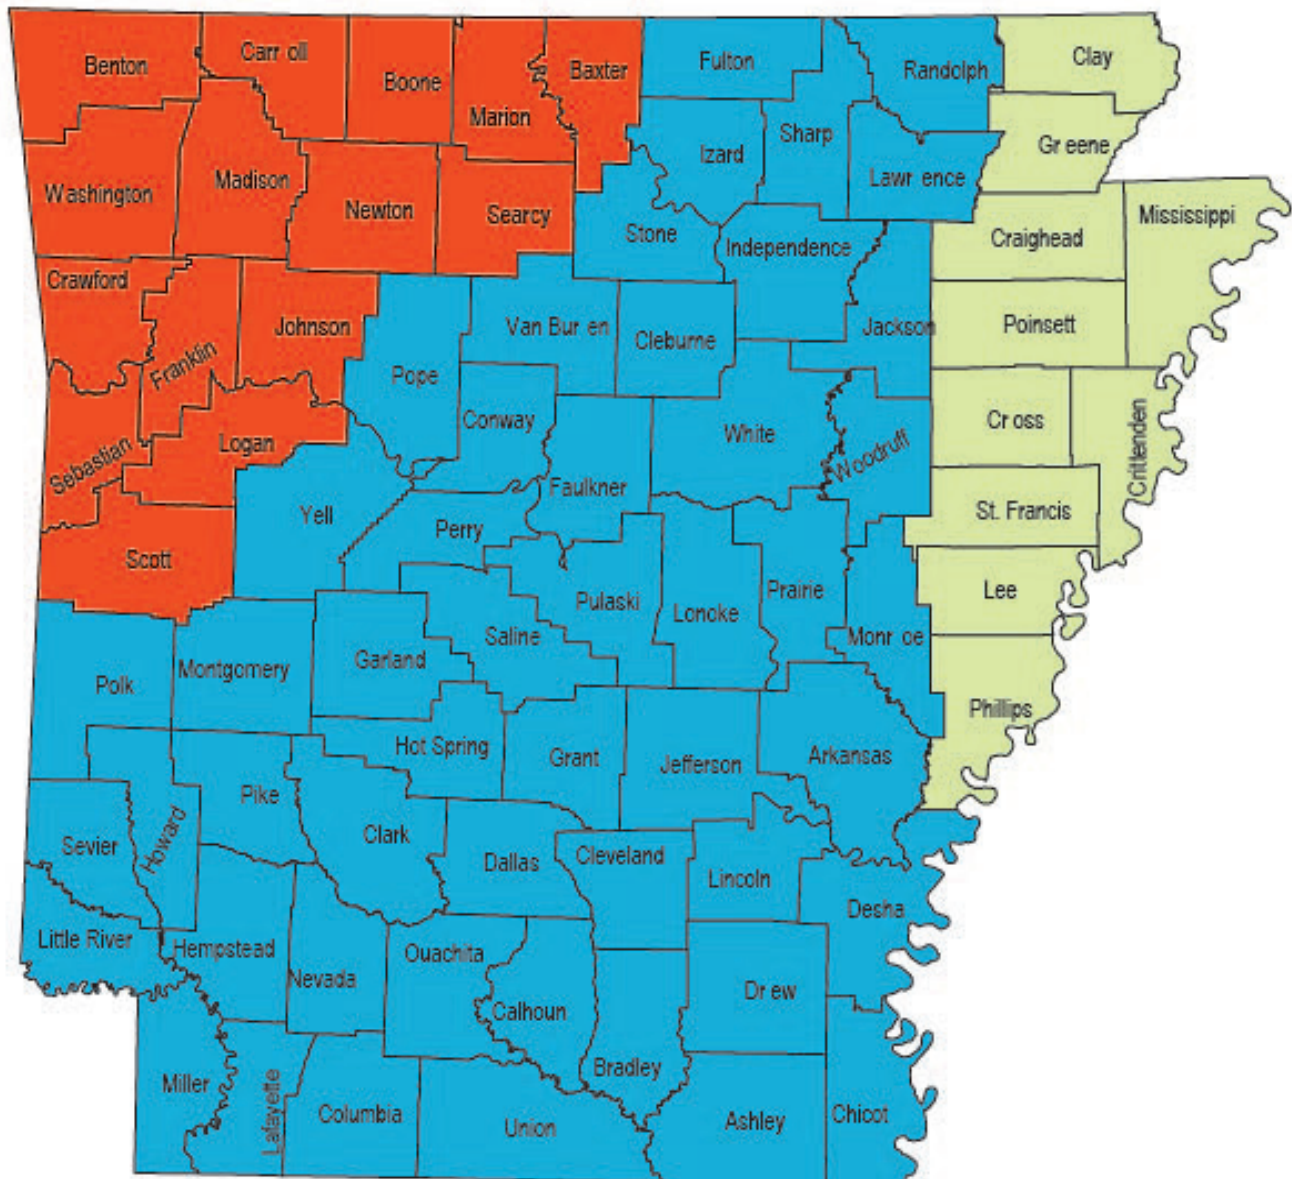 Benton
Carr oll
Boone
Marion
Baxter
Fulton
Randolph
Clay
Sharp
Izard
Gr eene
Lawr ence
Washington
Madison
Newton
Searcy
Stone
Independence
Craighead
Mississippi
Crawford
Franklin
Johnson
Pope
Van Bur en
Cleburne
Jackson
Poinsett
Sebastian
Logan
Conway
White
Woodruff
Cr oss
Crittenden
Yell
Perry
Faulkner
St. Francis
Scott
Pulaski
Lonoke
Prairie
Lee
Saline
Monr oe
Polk
Montgomery
Garland
Phillips
Hot Spring
Grant
Jefferson
Arkansas
Pike
Clark
Sevier
Howard
Dallas
Cleveland
Lincoln
Desha
Little River
Hempstead
Nevada
Ouachita
Calhoun
Dr ew
Bradley
Miller
Lafayette
Columbia
Union
Ashley
Chicot